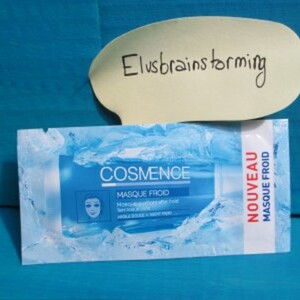 Elusbrainstorming
COSMENCE
MASQUE FROID
NOUVEAU
MASQUE FROID